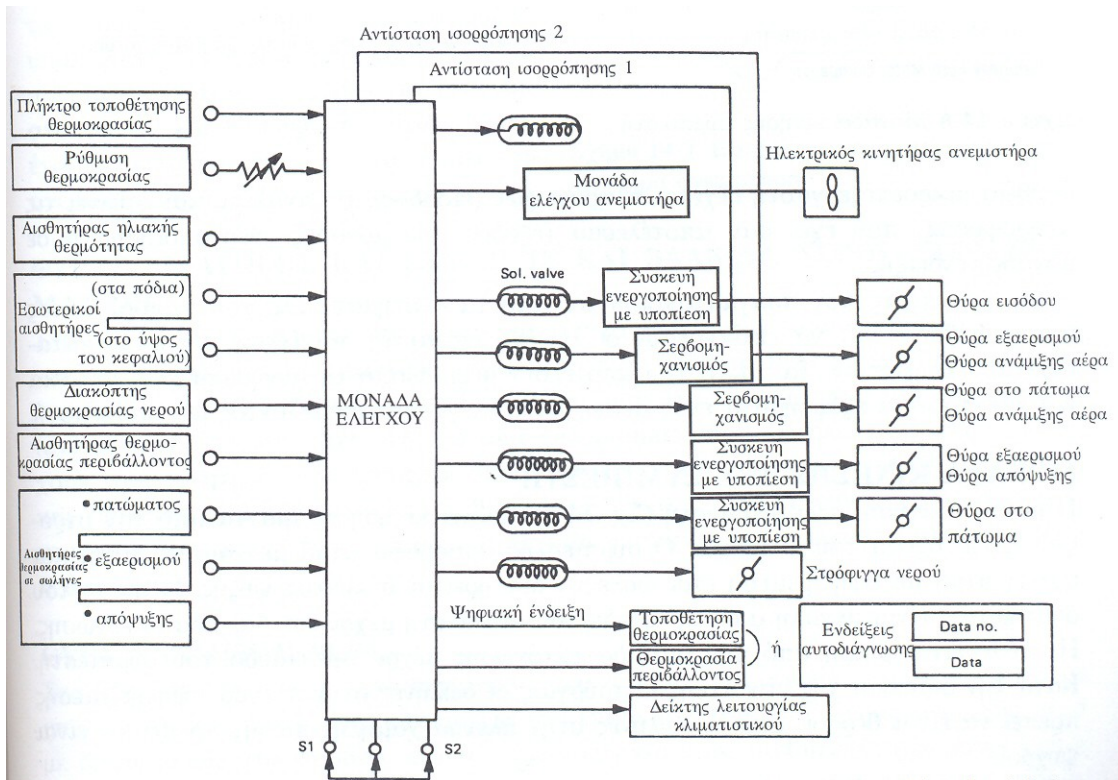 Αντίσταση ισορρόπησης 2
Αντίσταση ισορρόπησης 1
Πλήκτρο τοποθέτησης
θερμοκρασίας
Ρύθμιση
θερμοκρασίας
Αισθητήρας ηλιακής
θερμότητας
(στα πόδια)
Εσωτερικοί
αισθητήρες
(στο ύψος
του κεφαλιού)
Διακόπτης
θερμοκρασίας νερού
Αισθητήρας θερμο-
κρασίας περιβάλλοντος
• πατώματος
Αισθητήρες
θερμοκρασίας
σε σωλήνες
• εξαερισμού
• απόψυξης
ΜΟΝΑΔΑ
ΕΛΕΓΧΟΥ
S1
S2
Μονάδα
ελέγχου ανεμιστήρα
Ηλεκτρικός κινητήρας ανεμιστήρα
Sol. valve
Συσκευή
ενεργοποίησης
με υποπίεση
Θύρα εισόδου
Σερβομη-
χανισμός
Θύρα εξαερισμού
Θύρα ανάμιξης αέρα
Σερβομη-
χανισμός
Θύρα στο πάτωμα
Θύρα ανάμιξης αέρα
Συσκευή
ενεργοποίησης
με υποπίεση
Θύρα εξαερισμού
Θύρα απόψυξης
Συσκευή
ενεργοποίησης
με υποπίεση
Θύρα στο
πάτωμα
Στρόφιγγα νερού
Ψηφιακή ένδειξη
Τοποθέτηση
θερμοκρασίας
Θερμοκρασία
περιβάλλοντος
ή
Ενδείξεις
αυτοδιάγνωσης
Data no.
Data
Δείκτης λειτουργίας
κλιματιστικού